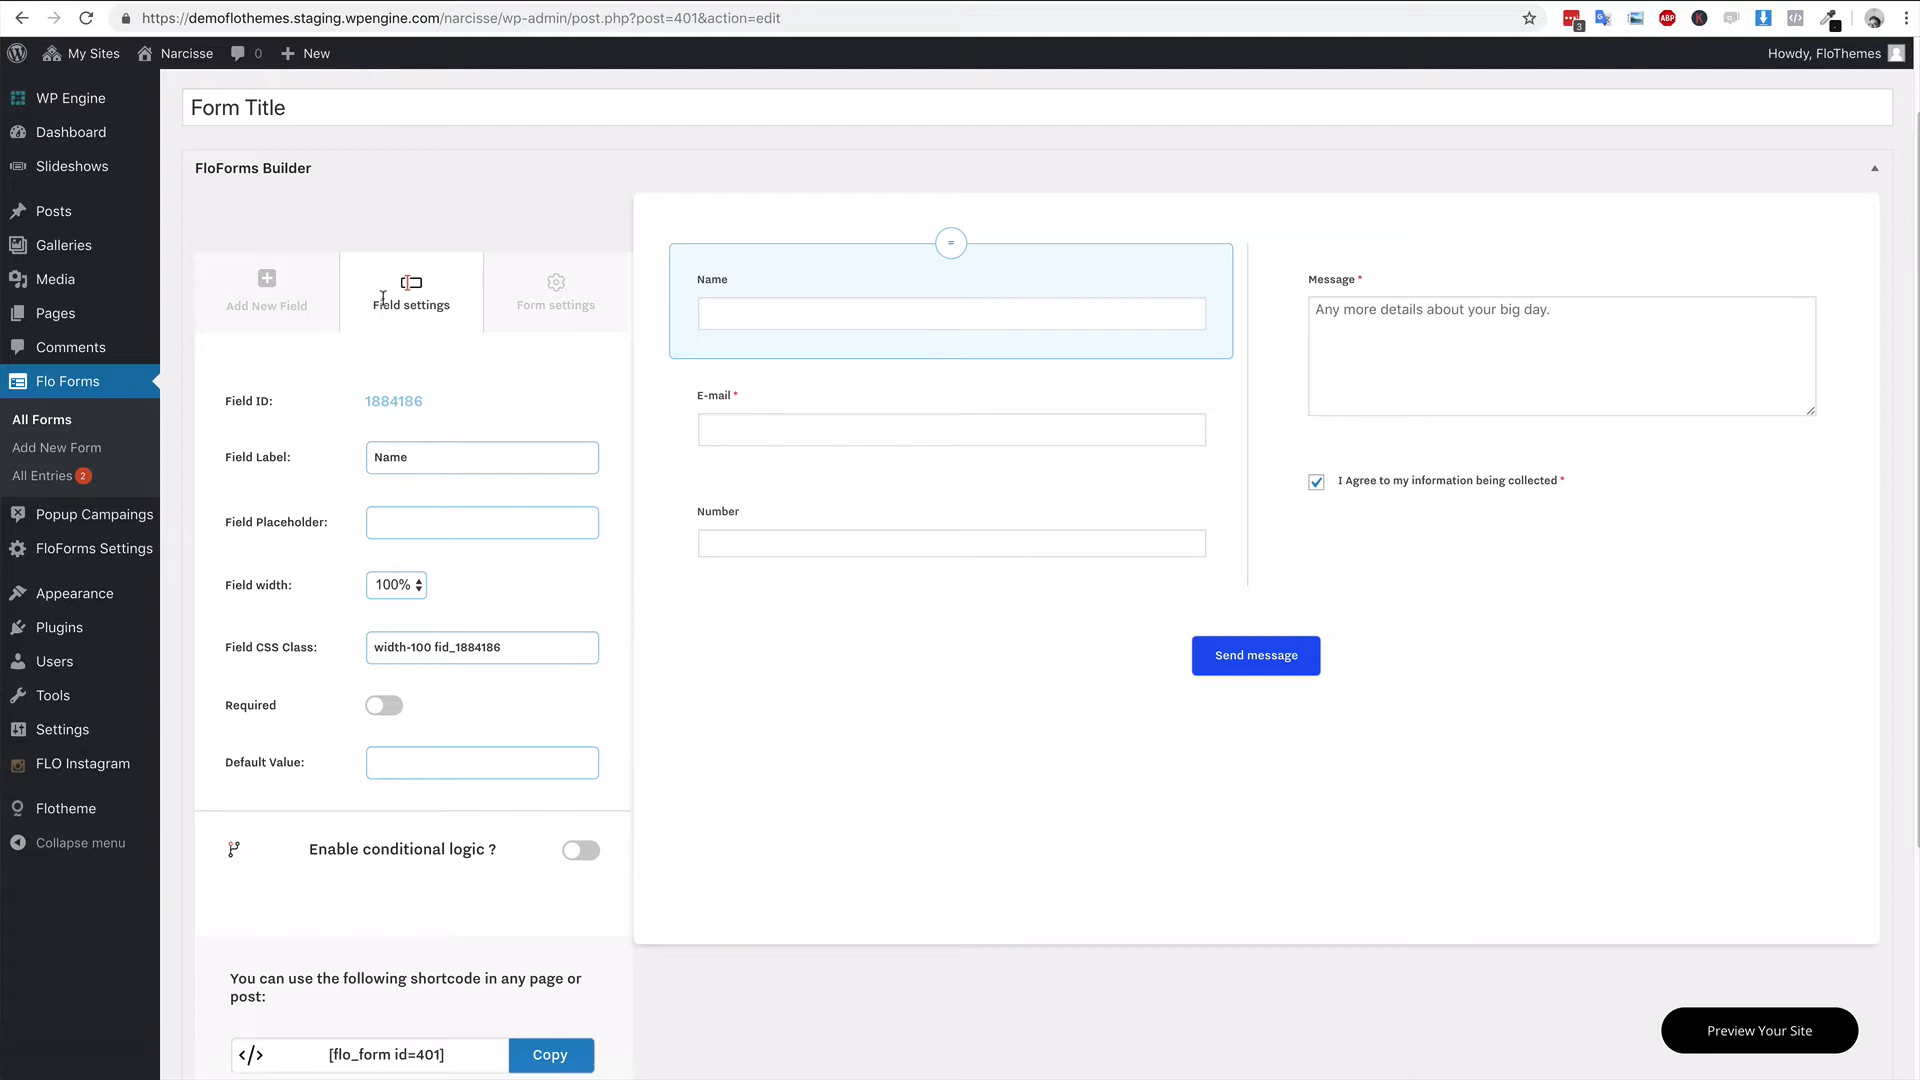 https://demoflothemes.staging.wpengine.com/narcisse/wp-admin/post.php?post=401&action=edit
3
ABP
K
My Sites
Narcisse
0
New
Howdy, FloThemes
WP Engine
Dashboard
Slideshows
Posts
Galleries
Media
Pages
Comments
Flo Forms
All Forms
Add New Form
All Entries 2
Popup Campaings
FloForms Settings
Appearance
Plugins
Users
Tools
Settings
FLO Instagram
Flotheme
Collapse menu
Form Title
FloForms Builder
Add New Field
Field settings
Form settings
Field ID: 1884186
Field Label: Name
Field Placeholder:
Field width: 100%
Field CSS Class: width-100 fid_1884186
Required
Default Value:
Enable conditional logic ?
You can use the following shortcode in any page or
post:
</> [flo_form id=401] Copy
=
Name
E-mail *
Number
Message *
Any more details about your big day.
I Agree to my information being collected *
Send message
Preview Your Site